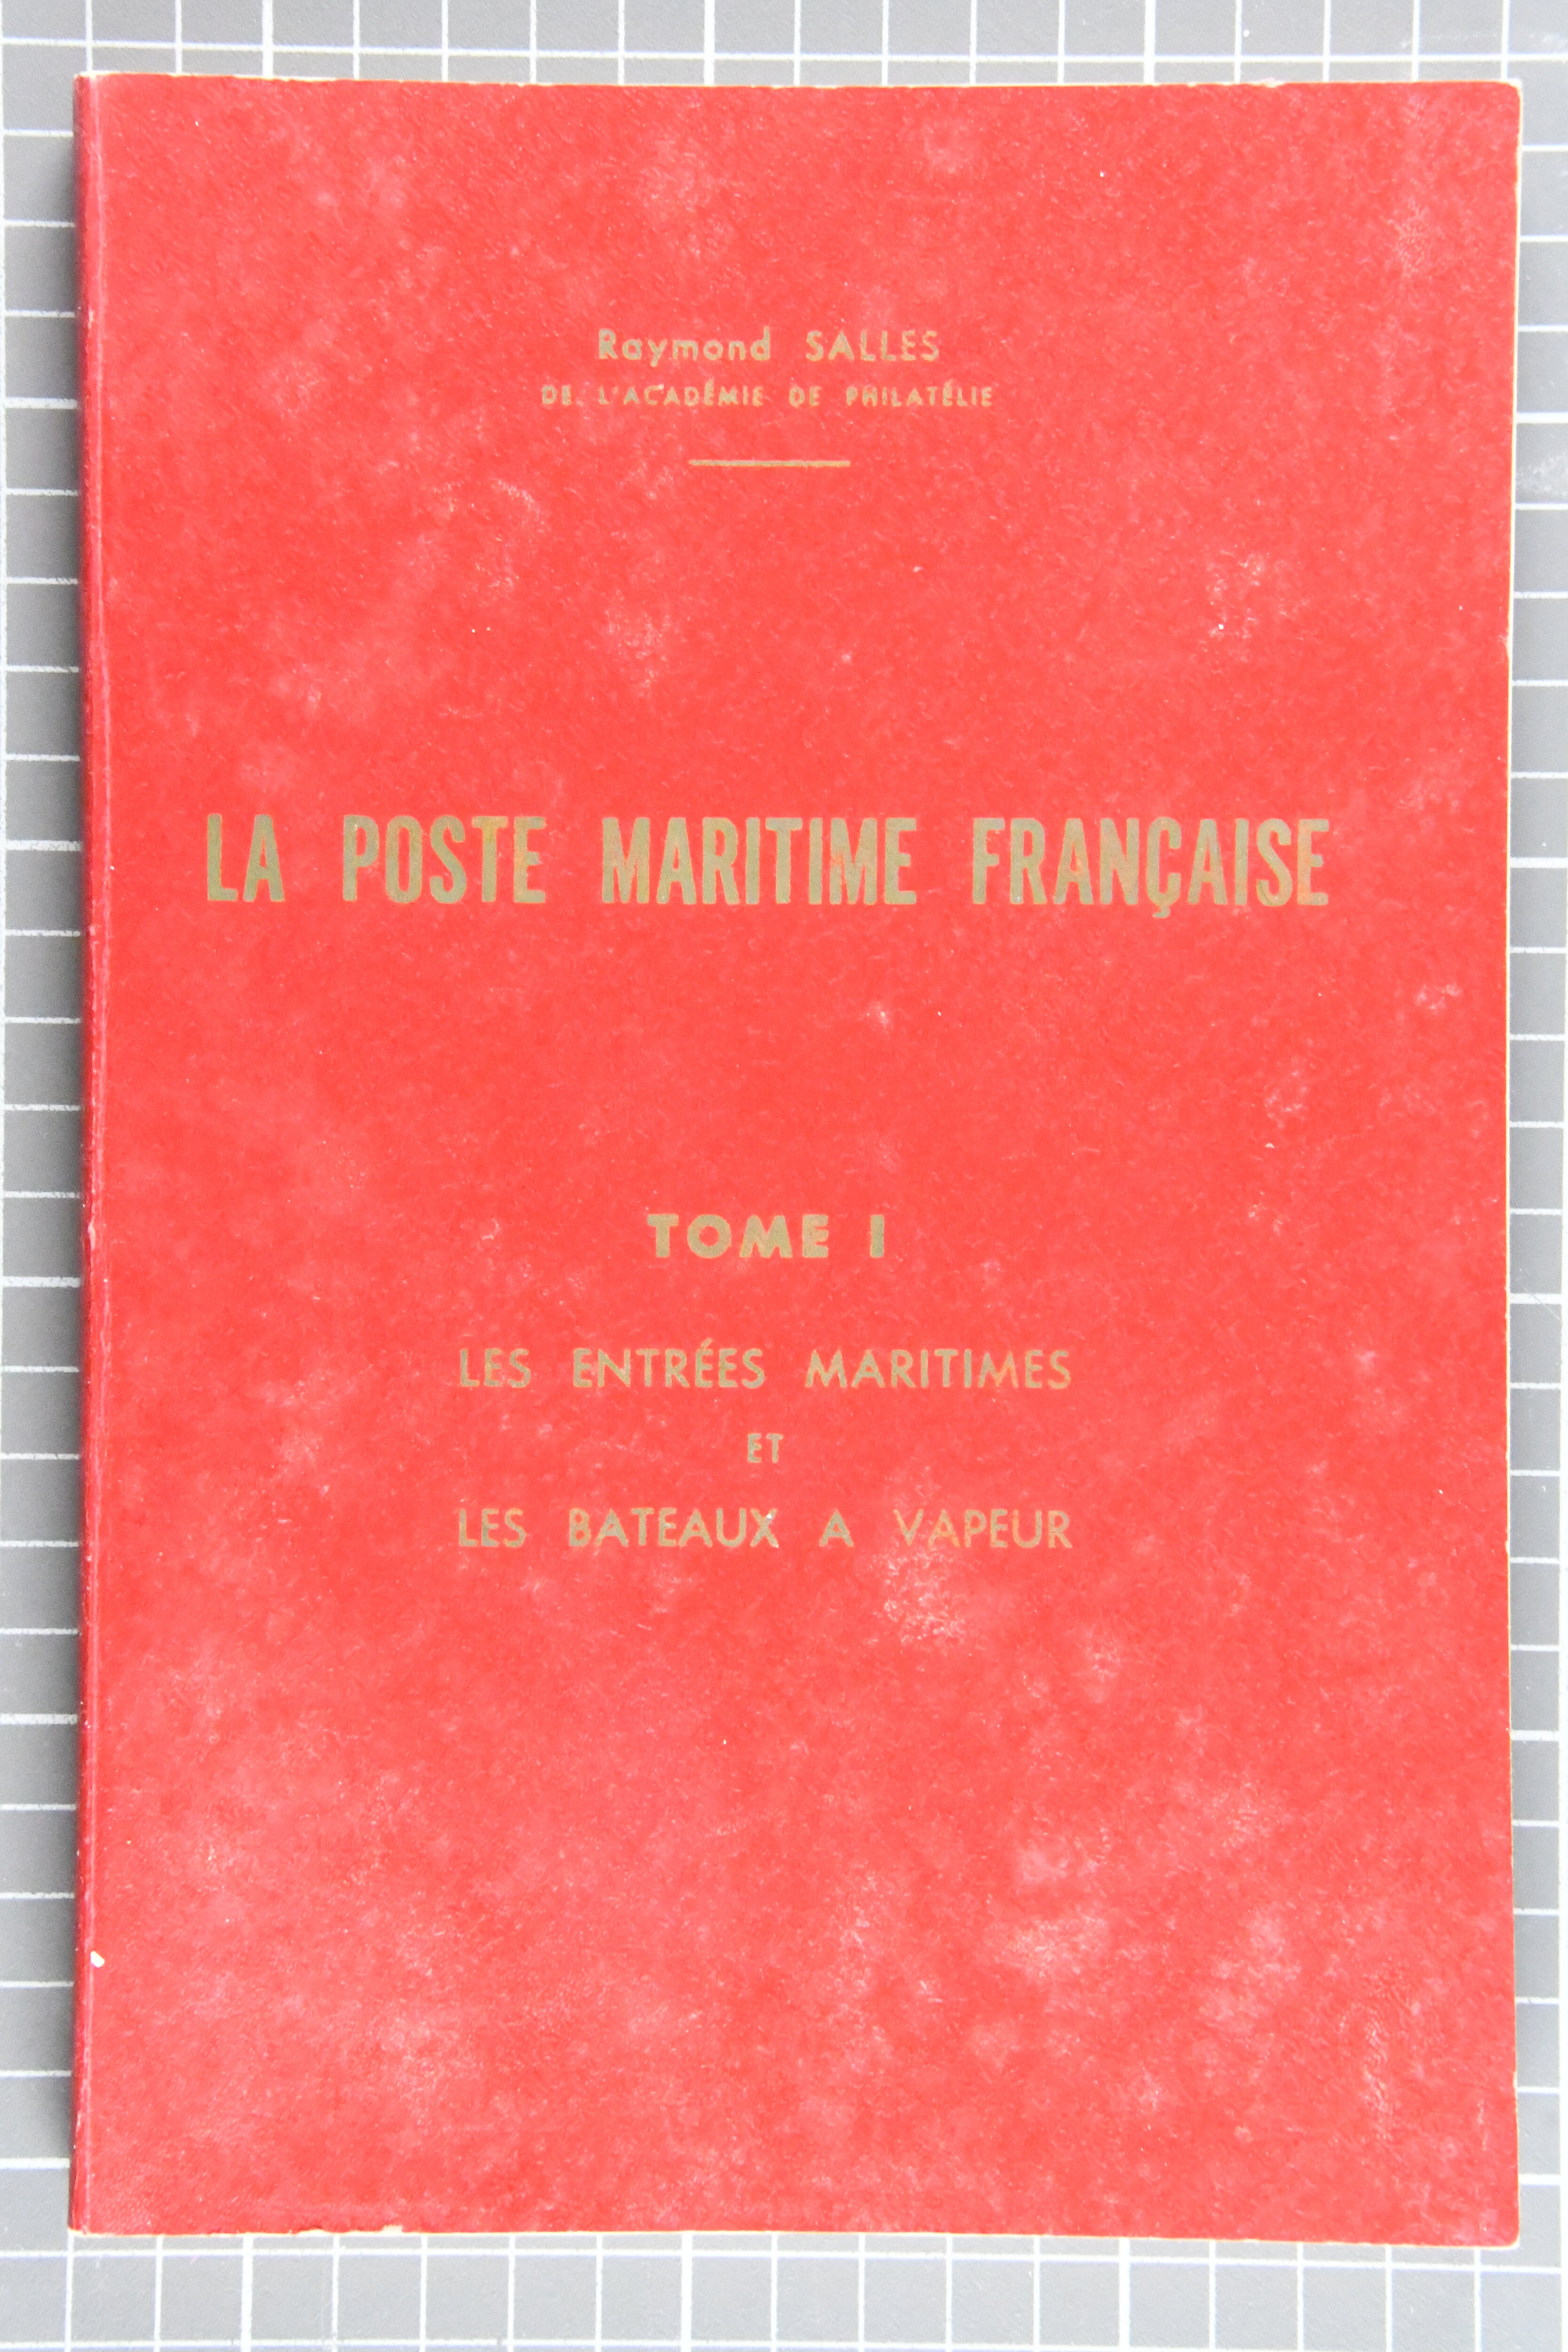 Raymond SALLES
DE L'ACADÉMIE DE PHILATÉLIE
LA POSTE MARITIME FRANÇAISE
TOME I
LES ENTRÉES MARITIMES
ET
LES BATEAUX A VAPEUR